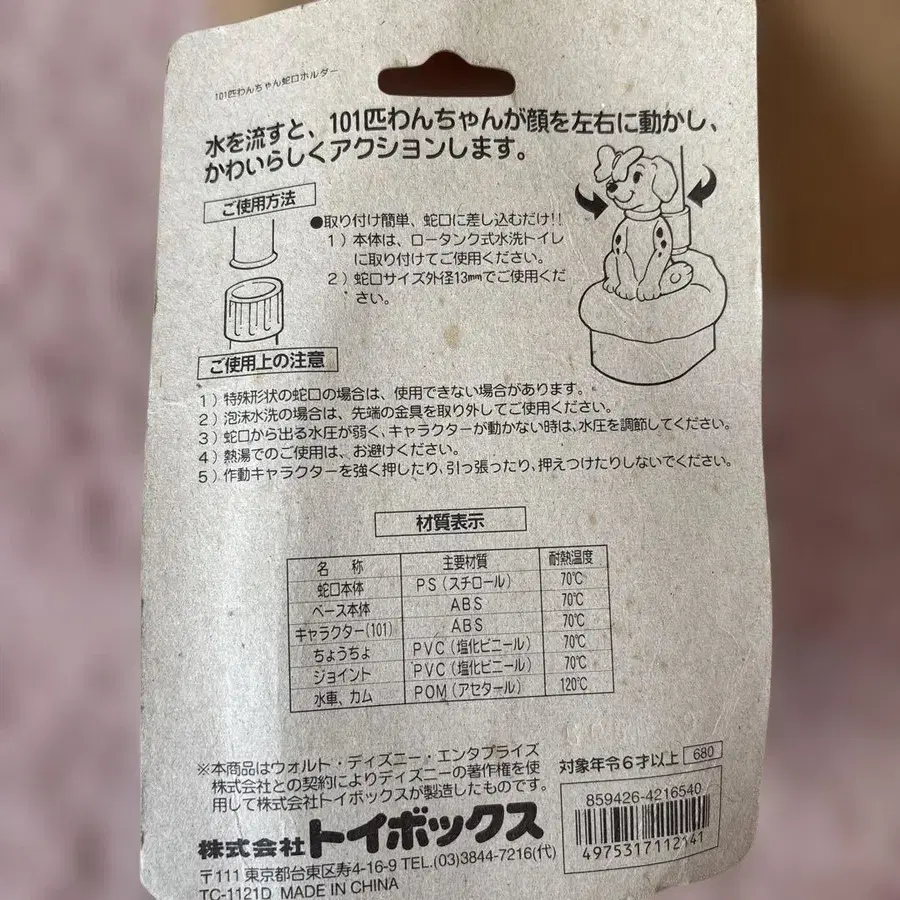 101匹わんちゃん蛇口ホルダー
水を流すと、101匹わんちゃんが顔を左右に動かし、
かわいらしくアクションします。
ご使用方法
●取り付け簡単、蛇口に差し込むだけ!!
1）本体は、ロータンク式水洗トイレ
に取り付けてご使用ください。
2）蛇口サイズ外径13mmでご使用くだ
さい。
ご使用上の注意
1）特殊形状の蛇口の場合は、使用できない場合があります。
2）泡沫水洗の場合は、先端の金具を取り外してご使用ください。
3）蛇口から出る水圧が弱く、キャラクターが動かない時は、水圧を調節してください。
4）熱湯でのご使用は、お避けください。
5）作動キャラクターを強く押したり、引っ張ったり、押えつけたりしないでください。
材質表示
名 称 主要材質 耐熱温度
蛇口本体 PS（スチロール） 70℃
ベース本体 ABS 70℃
キャラクター(101) ABS 70℃
ちょうちょ PVC（塩化ビニール） 70℃
ジョイント PVC（塩化ビニール） 70℃
水車、カム POM（アセタール） 120℃
※本商品はウォルト・ディズニー・エンタプライズ
株式会社との契約によりディズニーの著作権を使
用して株式会社トイボックスが製造したものです。
対象年令6才以上 680
859426-4216540
4975317112141
株式会社トイボックス
〒111 東京都台東区寿4-16-9 TEL.(03)3844-7216(代)
TC-1121D MADE IN CHINA